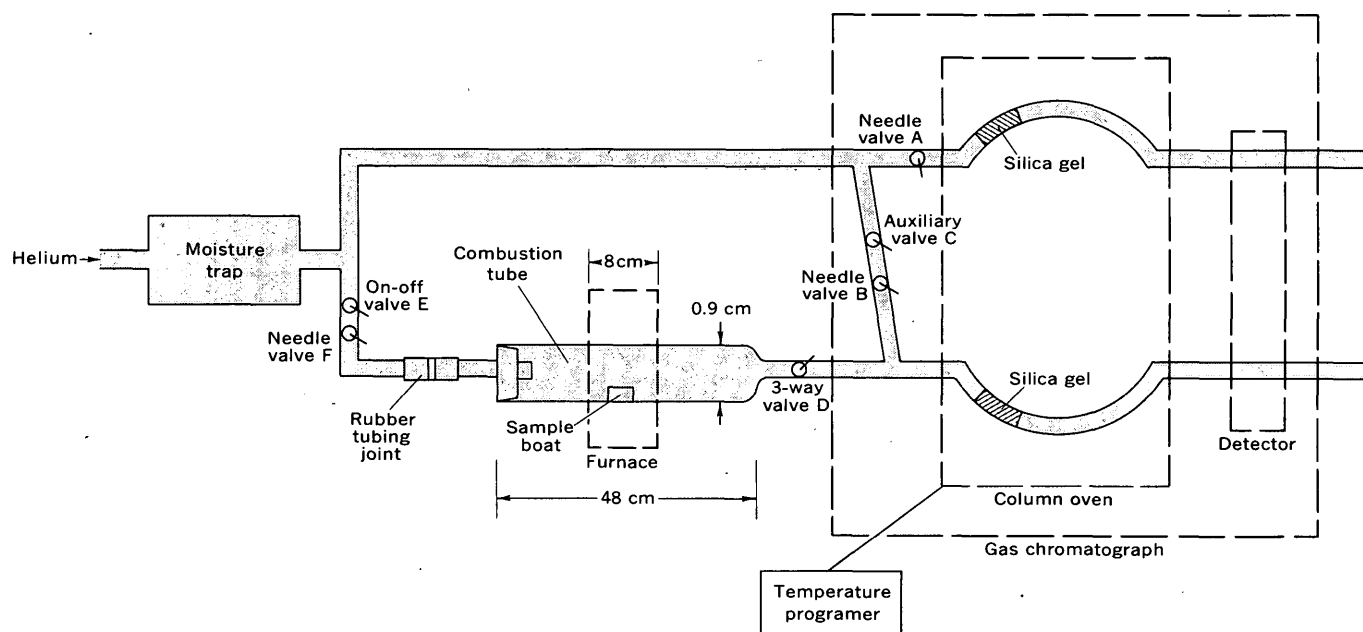 Needle
valve A
Silica gel
Auxiliary
valve C
Helium
Moisture
trap
Combustion
tube
8cm
Needle
valve B
On-off
valve E
0.9 cm
Needle
valve F
3-way
valve D
Silica gel
Rubber
tubing
joint
Sample
boat
Furnace
Detector
48 cm
Column oven
Gas chromatograph
Temperature
programer